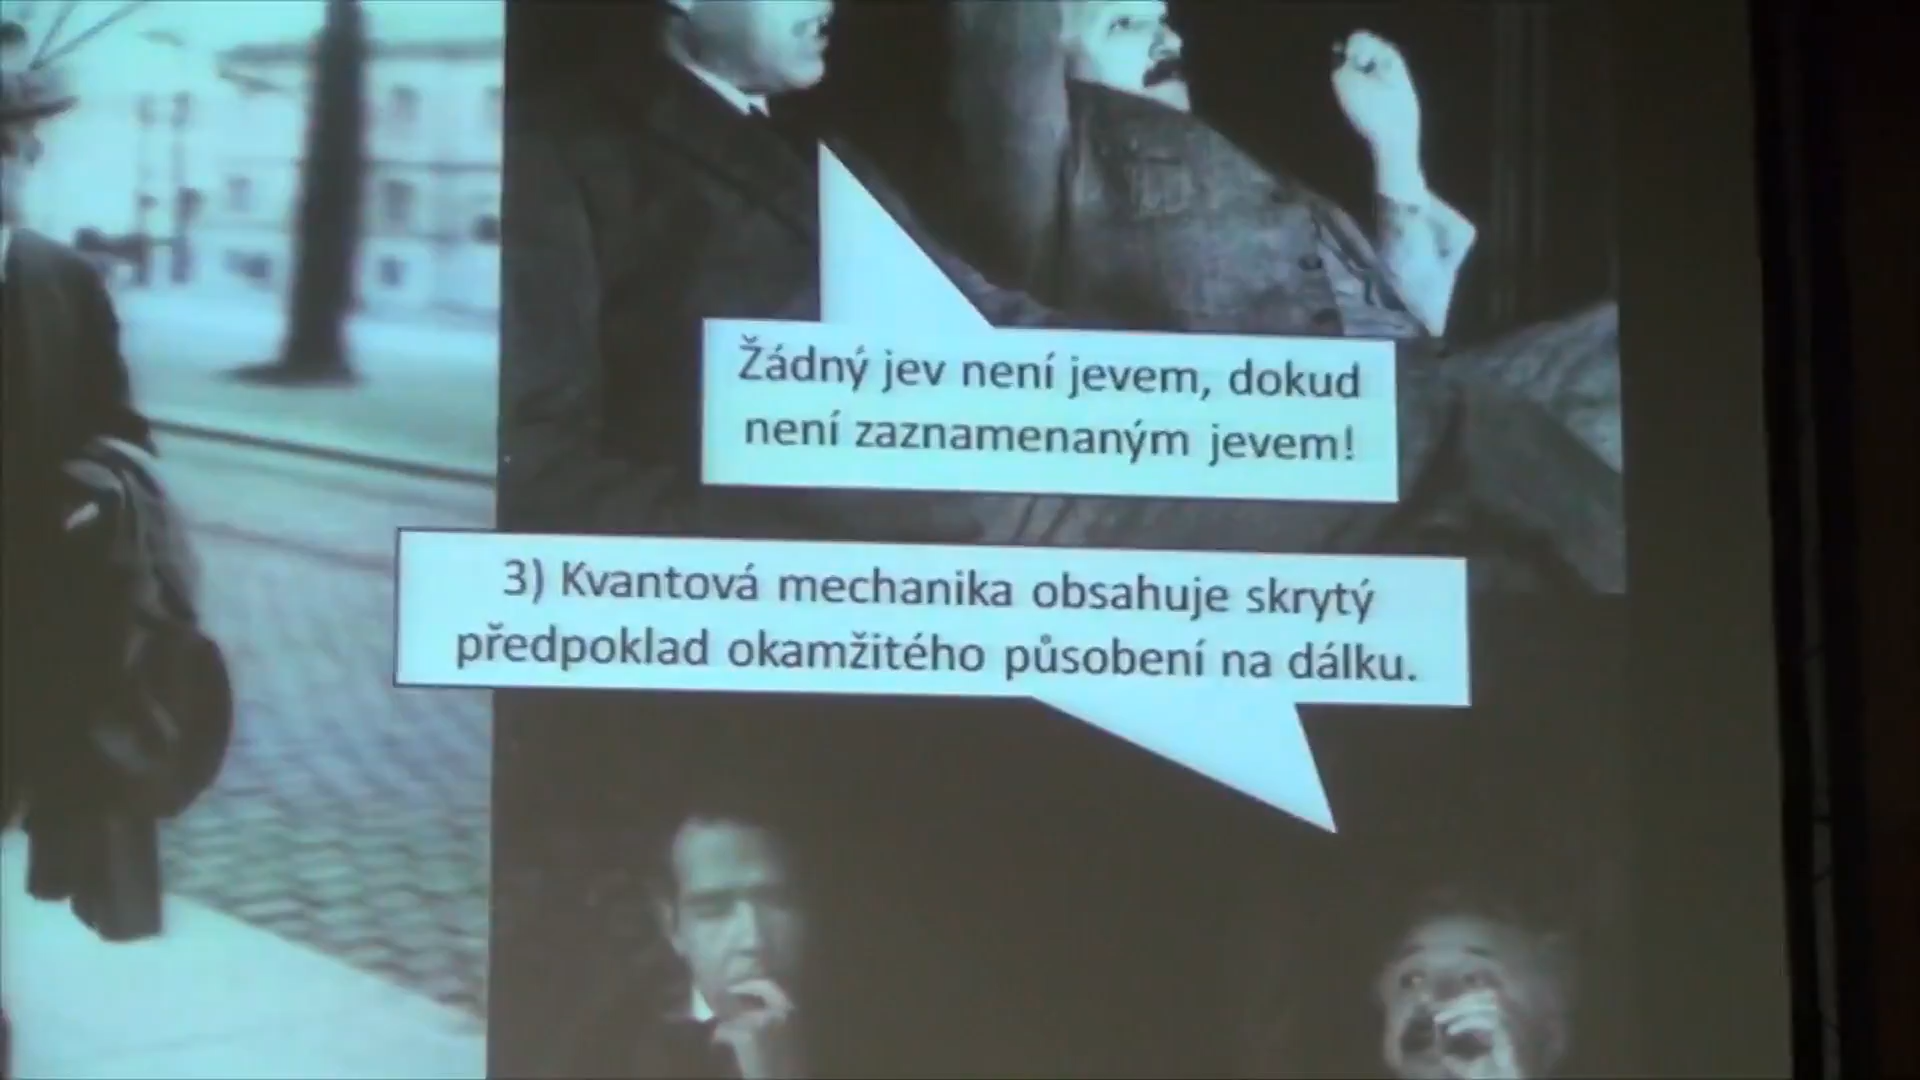 Žádný jev není jevem, dokud
není zaznamenaným jevem!
3) Kvantová mechanika obsahuje skrytý
předpoklad okamžitého působení na dálku.